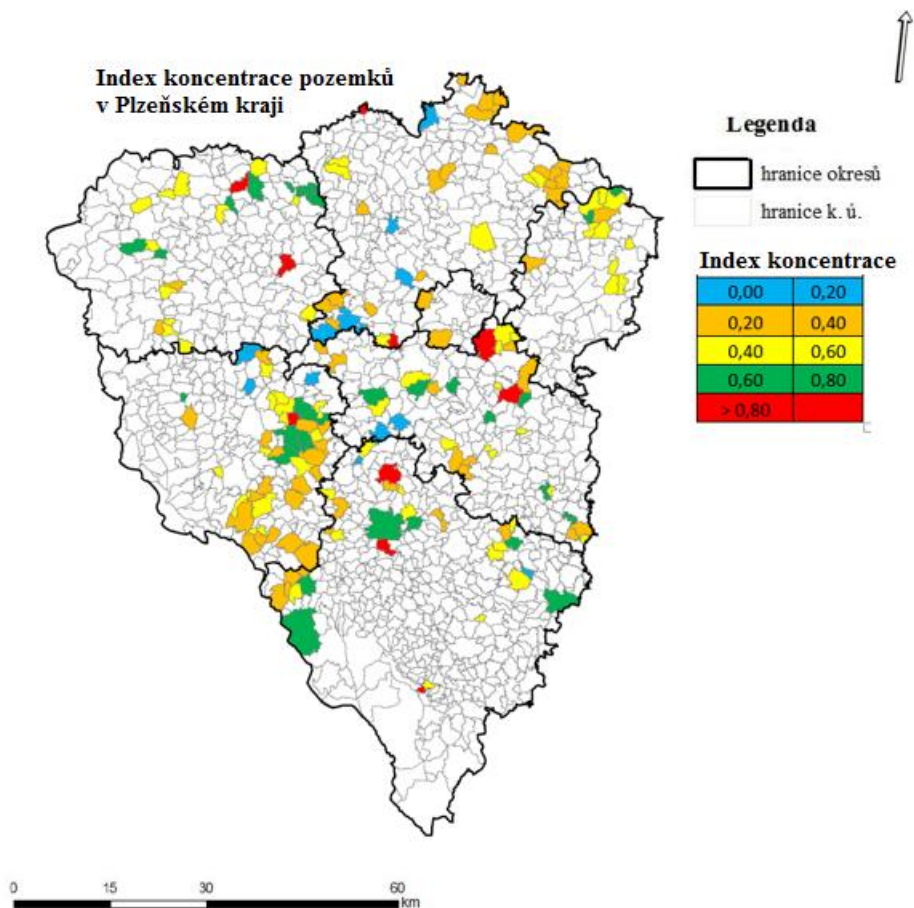 Index koncentrace pozemků
v Plzeňském kraji
Legenda
hranice okresů
hranice k. ú.
Index koncentrace
0,00 0,20
0,20 0,40
0,40 0,60
0,60 0,80
> 0,80
0 15 30 60
km